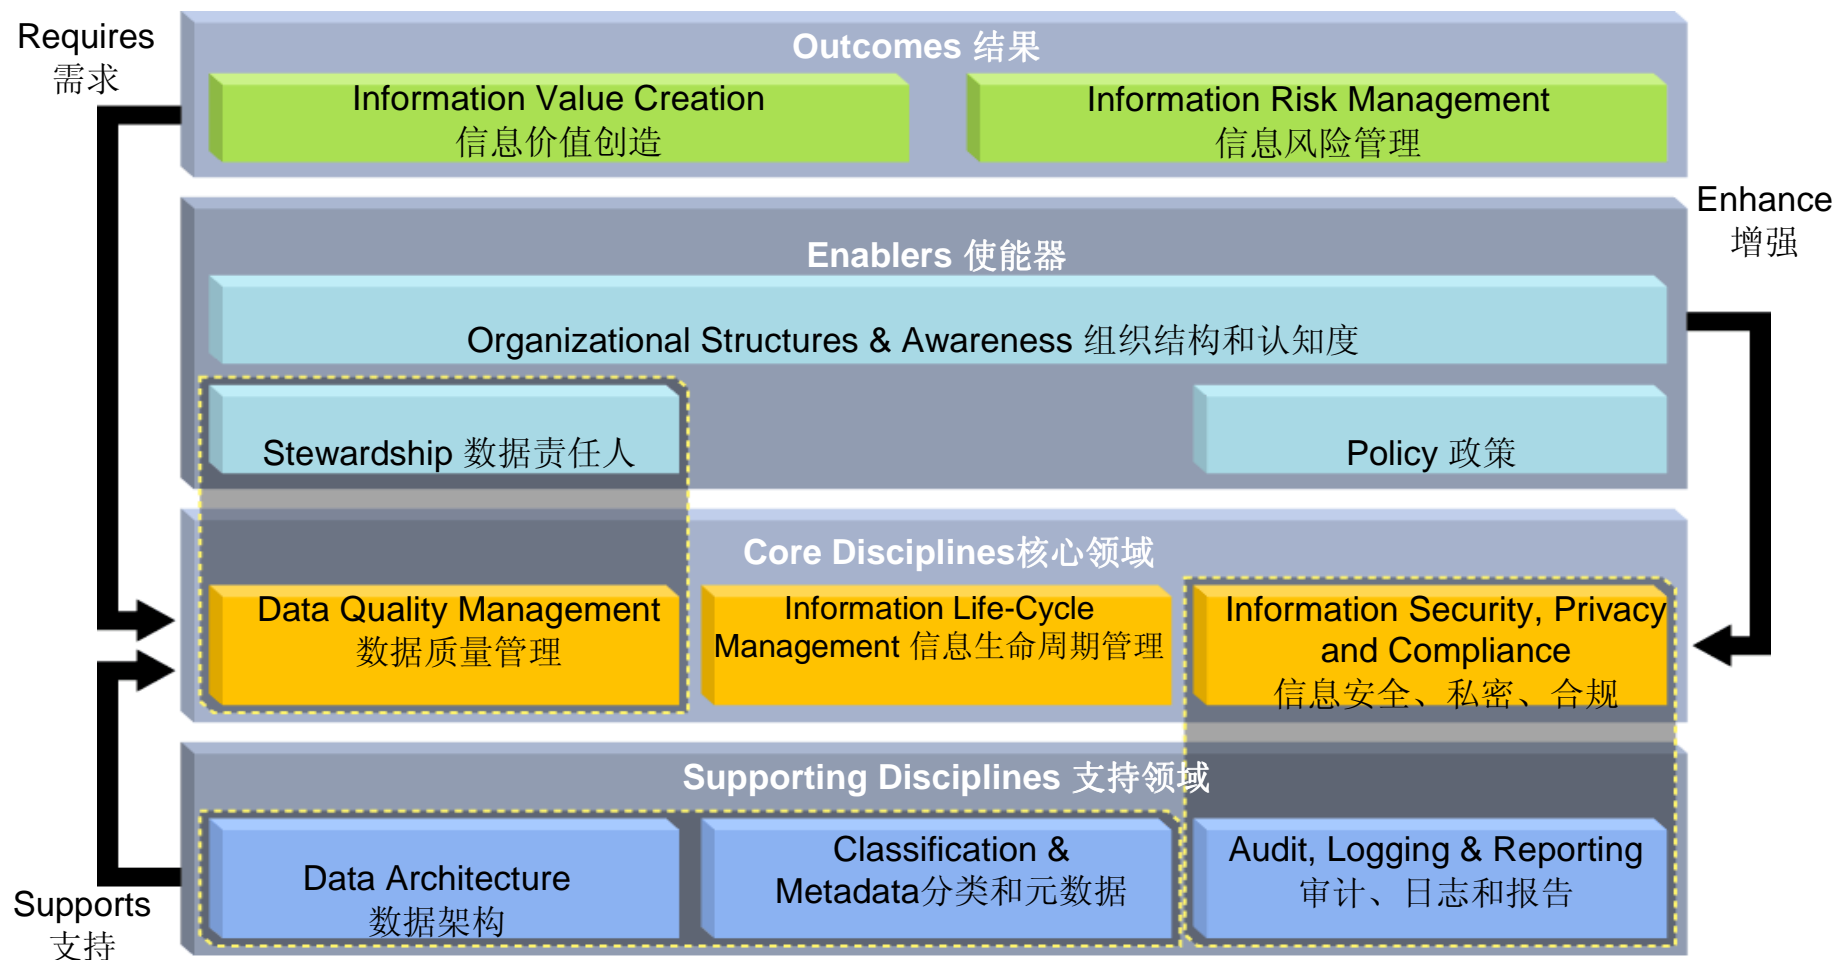 Requires
需求
Outcomes 结果
Information Value Creation
信息价值创造
Information Risk Management
信息风险管理
Enhance
增强
Enablers 使能器
Organizational Structures & Awareness 组织结构和认知度
Stewardship 数据责任人
Policy 政策
Core Disciplines核心领域
Data Quality Management
数据质量管理
Information Life-Cycle
Management 信息生命周期管理
Information Security, Privacy
and Compliance
信息安全、私密、合规
Supporting Disciplines 支持领域
Data Architecture
数据架构
Classification &
Metadata分类和元数据
Audit, Logging & Reporting
审计、日志和报告
Supports
支持